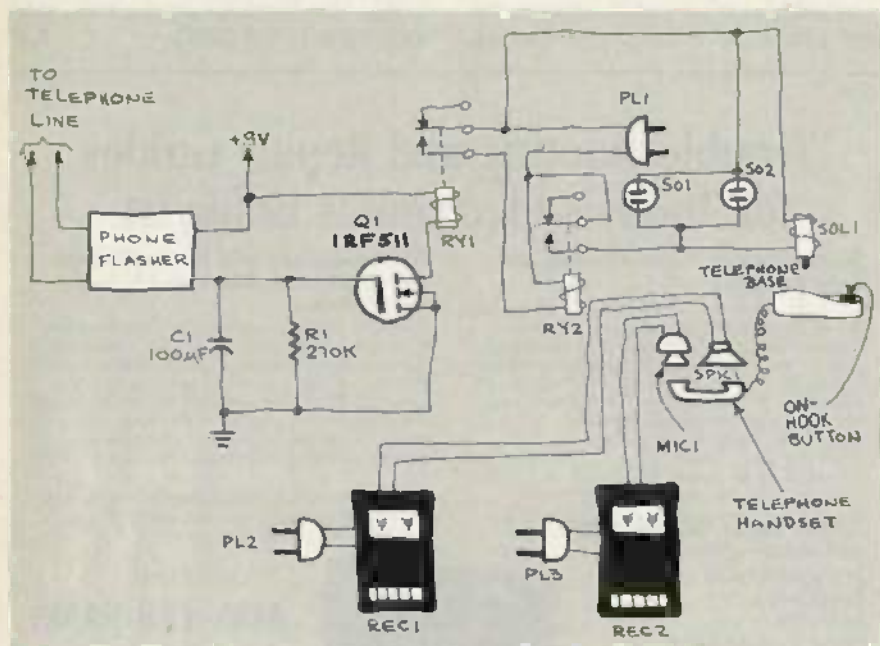 TO
TELEPHONE
LINE
+9V
PHONE
FLASHER
Q1
IRF511
RY1
C1
100µF
R1
270K
PL1
SO1
SO2
SOL1
TELEPHONE
BASE
RY2
SPK1
MIC1
ON-
HOOK
BUTTON
TELEPHONE
HANDSET
PL2
PL3
REC1
REC2